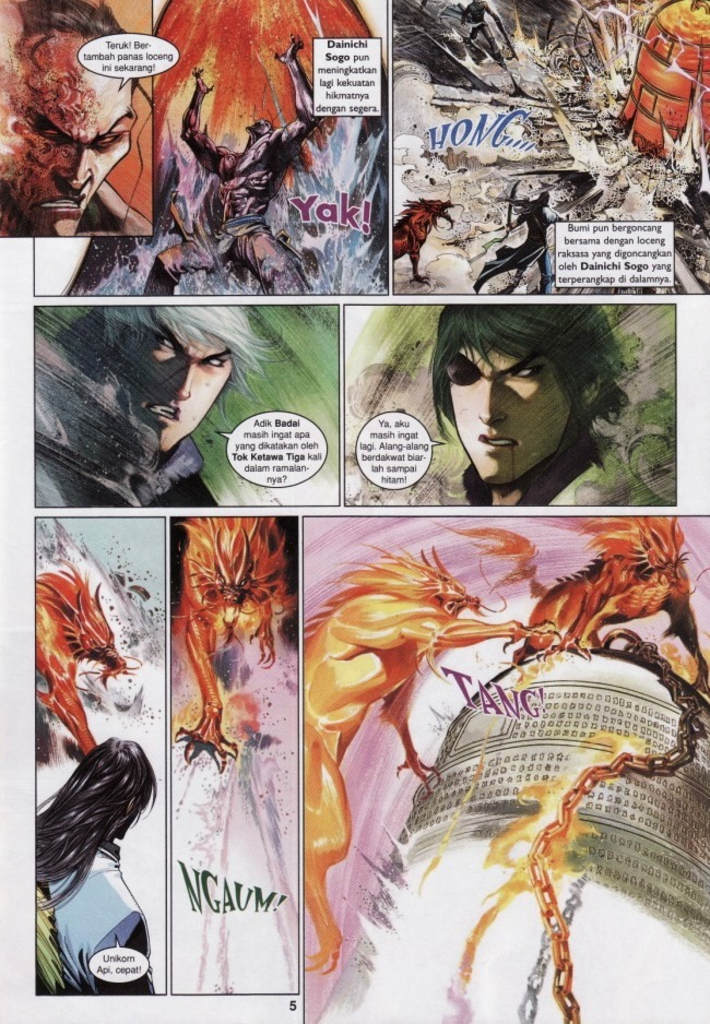 Teruk! Ber-
tambah panas loceng
ini sekarang!
Dainichi
Sogo pun
meningkatkan
lagi kekuatan
hikmatnya
dengan segera.
Yak!
HONG,,,,,
Bumi pun bergoncang
bersama dengan loceng
raksasa yang digoncangkan
oleh Dainichi Sogo yang
terperangkap di dalamnya.
Adik Badai
masih ingat apa
yang dikatakan oleh
Tok Ketawa Tiga kali
dalam ramalan-
nya?
Ya, aku
masih ingat
lagi. Alang-alang
berdakwat biar-
lah sampai
hitam!
Unikorn
Api, cepat!
NGAUM!
TANG!
5